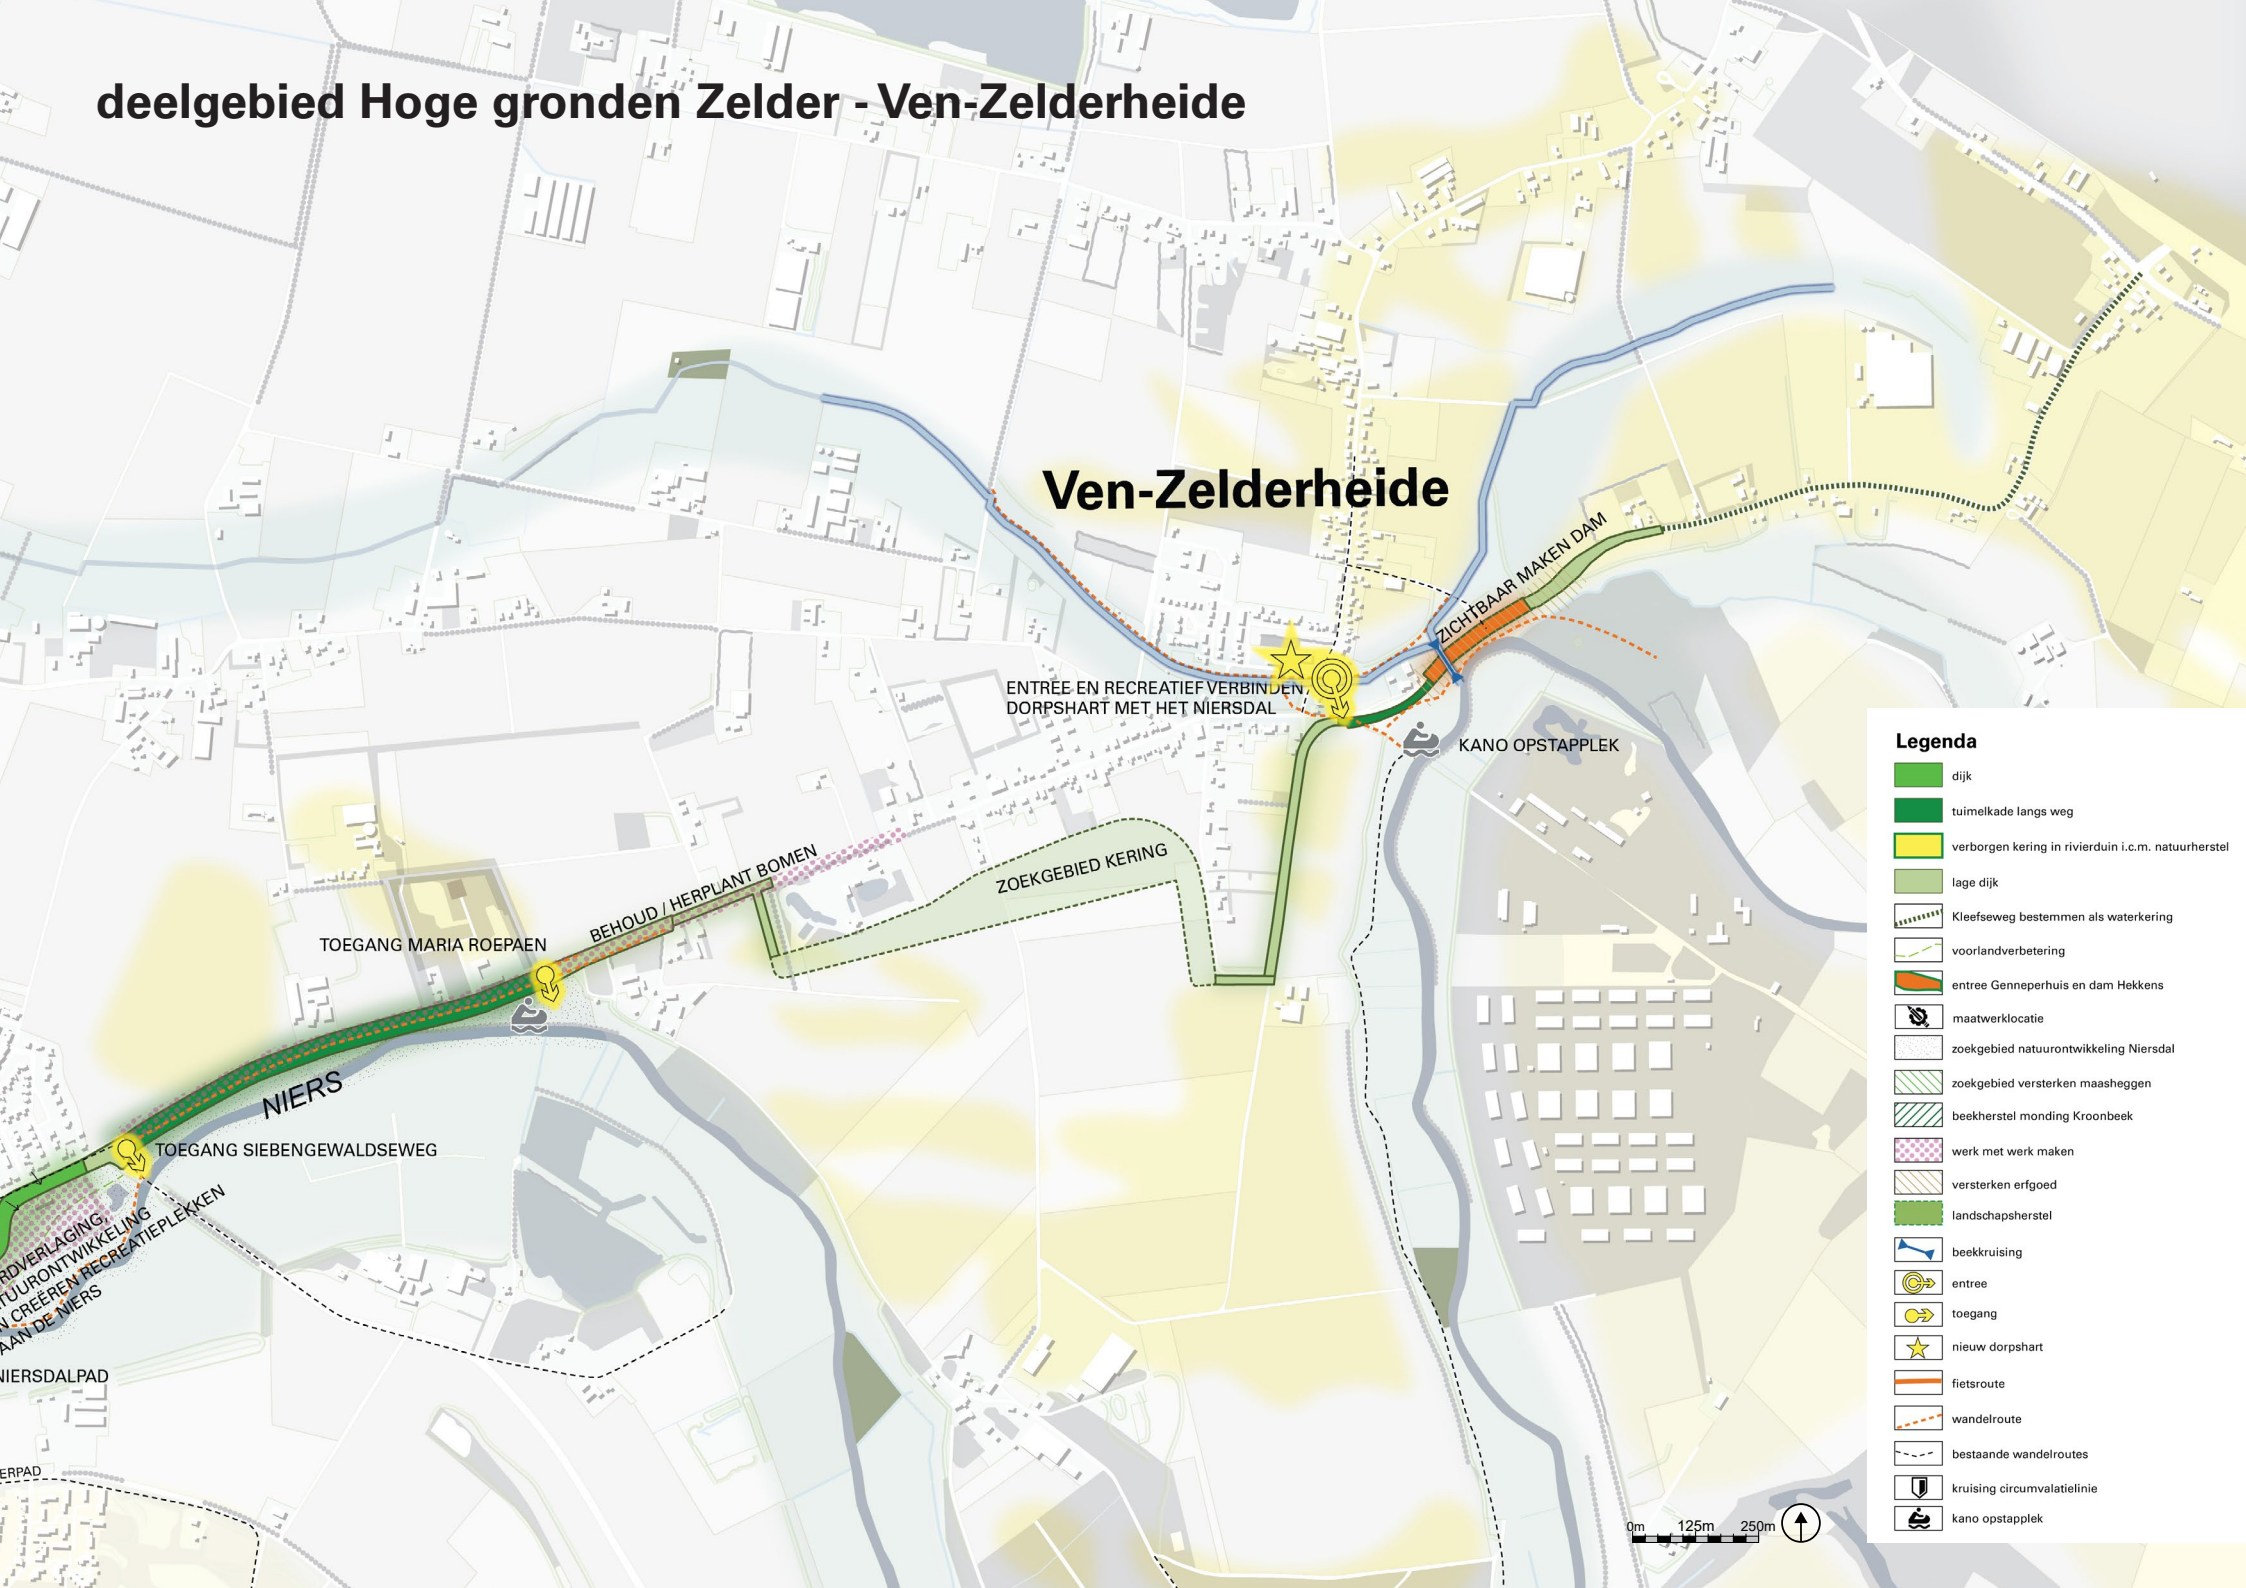 deelgebied Hoge gronden Zelder - Ven-Zelderheide
Ven-Zelderheide
ZICHTBAAR MAKEN DAM
ENTREE EN RECREATIEF VERBINDEN
DORPSHART MET HET NIERSDAL
KANO OPSTAPPLEK
ZOEKGEBIED KERING
BEHOUD / HERPLANT BOMEN
TOEGANG MARIA ROEPAEN
NIERS
TOEGANG SIEBENGEWALDSEWEG
RDVERLAGING,
TUURONTWIKKELING
N CREËREN RECREATIEPLEKKEN
AAN DE NIERS
NIERSDALPAD
ERPAD
Legenda
dijk
tuimelkade langs weg
verborgen kering in rivierduin i.c.m. natuurherstel
lage dijk
Kleefseweg bestemmen als waterkering
voorlandverbetering
entree Genneperhuis en dam Hekkens
maatwerklocatie
zoekgebied natuurontwikkeling Niersdal
zoekgebied versterken maasheggen
beekherstel monding Kroonbeek
werk met werk maken
versterken erfgoed
landschapsherstel
beekkruising
entree
toegang
nieuw dorpshart
fietsroute
wandelroute
bestaande wandelroutes
kruising circumvalatielinie
kano opstapplek
0m 125m 250m